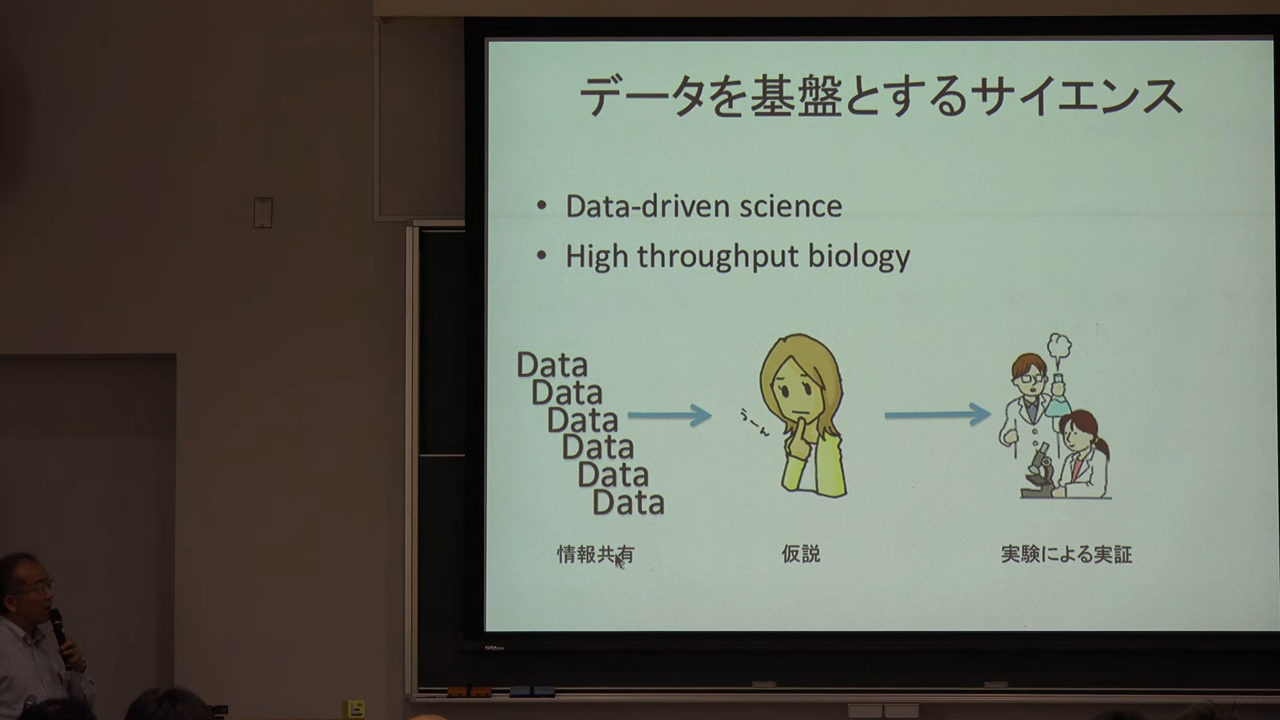 データを基盤とするサイエンス
• Data-driven science
• High throughput biology
Data
Data
Data
Data
Data
Data
うーん
情報共有
仮説
実験による実証